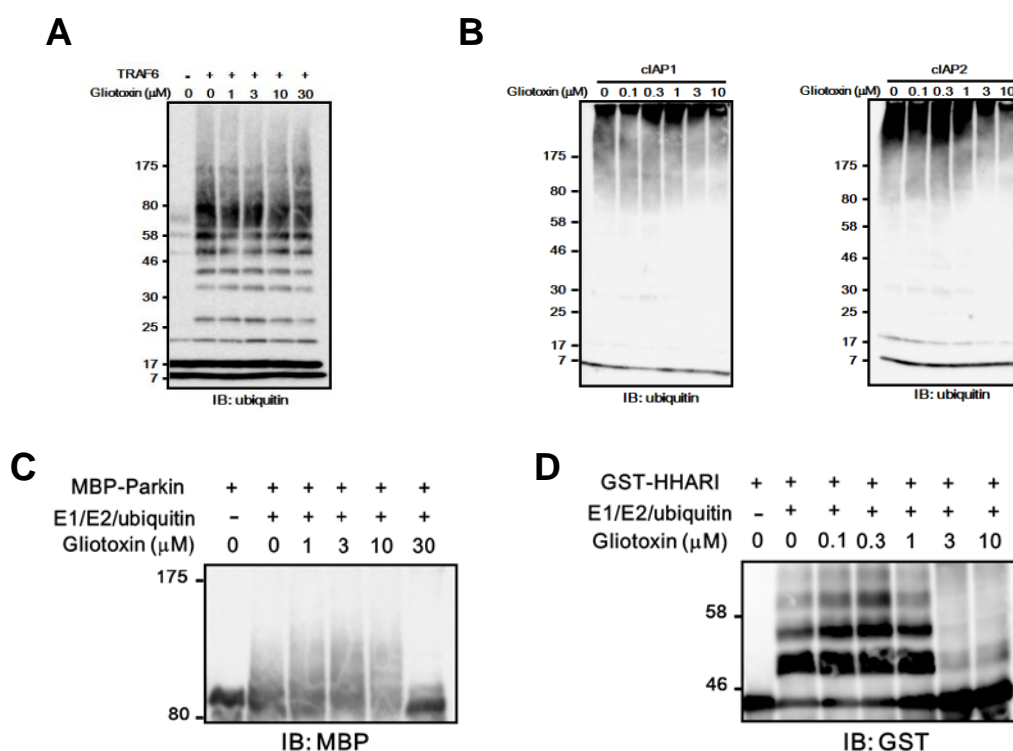 A
TRAF6 - + + + + +
Gliotoxin (μM) 0 0 1 3 10 30
175
80
58
46
30
25
17
7
IB: ubiquitin
B
cIAP1
Gliotoxin (μM) 0 0.1 0.3 1 3 10
175
80
46
30
25
17
7
IB: ubiquitin
cIAP2
Gliotoxin (μM) 0 0.1 0.3 1 3 10
175
80
58
46
30
25
17
7
IB: ubiquitin
C
MBP-Parkin + + + + + +
E1/E2/ubiquitin – + + + + +
Gliotoxin (μM) 0 0 1 3 10 30
175
80
IB: MBP
D
GST-HHARI + + + + + + +
E1/E2/ubiquitin – + + + + + +
Gliotoxin (μM) 0 0 0.1 0.3 1 3 10
58
46
IB: GST